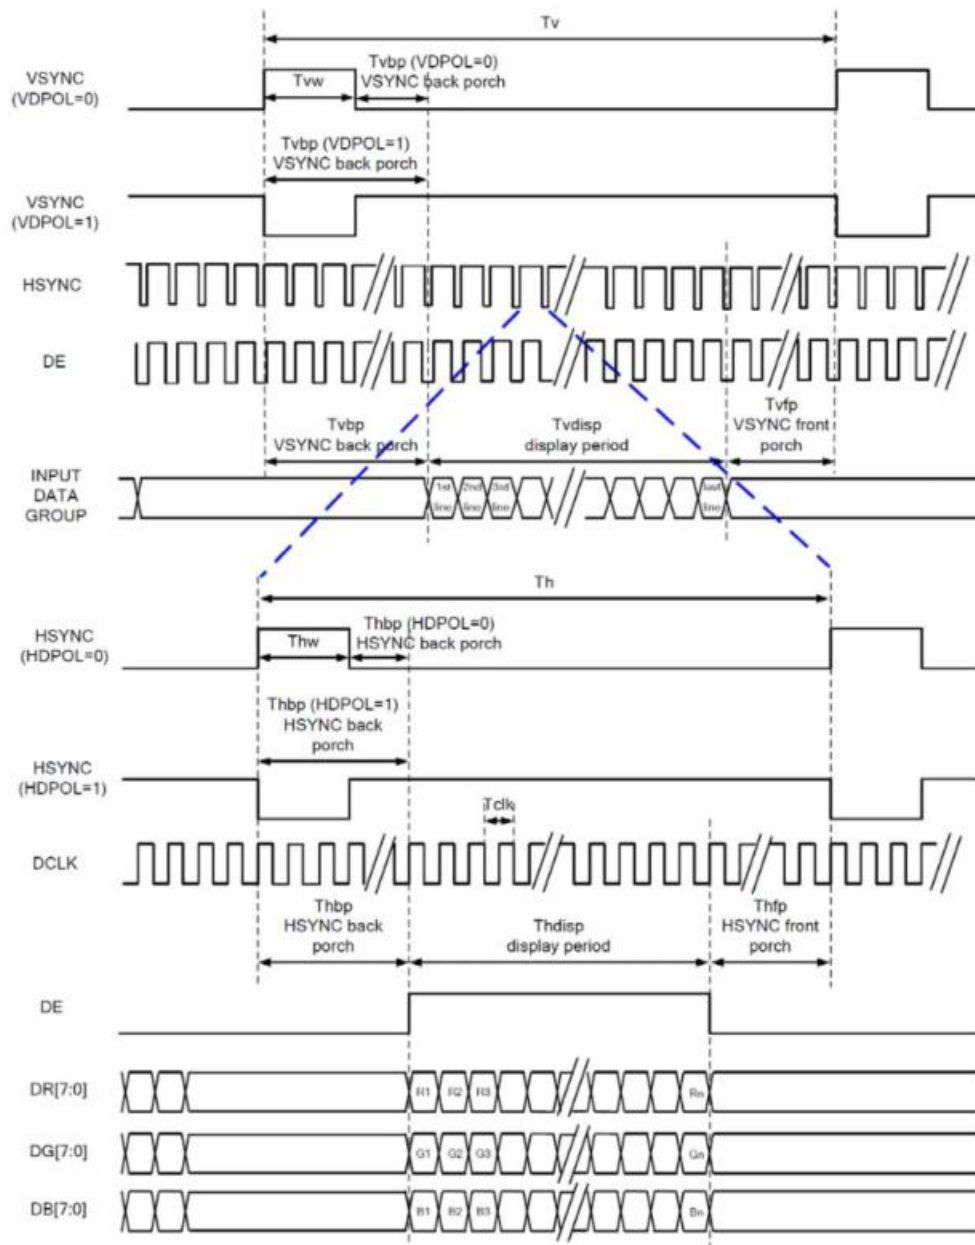 Tv
VSYNC
(VDPOL=0)
Tvw
Tvbp (VDPOL=0)
VSYNC back porch
Tvbp (VDPOL=1)
VSYNC back porch
VSYNC
(VDPOL=1)
HSYNC
DE
Tvbp
VSYNC back porch
Tvdisp
display period
Tvfp
VSYNC front
porch
INPUT
DATA
GROUP
1st
line
2nd
line
3nd
line
last
line
Th
HSYNC
(HDPOL=0)
Thw
Thbp (HDPOL=0)
HSYNC back porch
Thbp (HDPOL=1)
HSYNC back
porch
HSYNC
(HDPOL=1)
Tclk
DCLK
Thbp
HSYNC back
porch
Thdisp
display period
Thfp
HSYNC front
porch
DE
DR[7:0]
R1 R2 R3 Rn
DG[7:0]
G1 G2 G3 Gn
DB[7:0]
B1 B2 B3 Bn